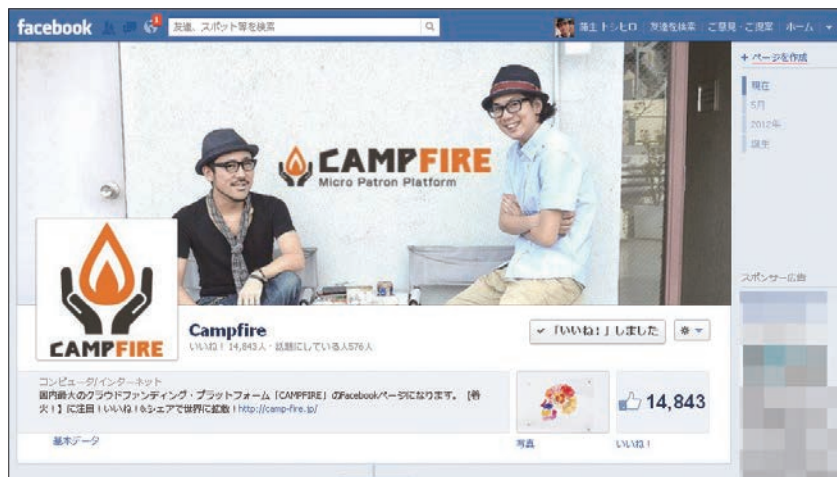 facebook
1
友達、スポット等を検索
蒲生 トシヒロ
友達を検索
ご意見・ご提案
ホーム
+ ページを作成
現在
5月
2012年
誕生
CAMPFIRE
Micro Patron Platform
スポンサー広告
CAMPFIRE
Campfire
いいね! 14,843人・話題にしている人576人
✓ 「いいね!」しました
コンピュータ/インターネット
国内最大のクラウドファンディング・プラットフォーム「CAMPFIRE」のFacebookページになります。【着
火!】に注目!いいね!&シェアで世界に拡散!http://camp-fire.jp/
14,843
基本データ
写真
いいね!